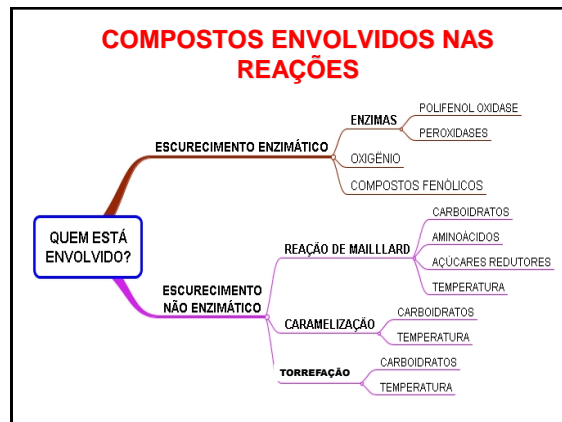 COMPOSTOS ENVOLVIDOS NAS
REAÇÕES
QUEM ESTÁ
ENVOLVIDO?
ESCURECIMENTO ENZIMÁTICO
ENZIMAS
POLIFENOL OXIDASE
PEROXIDASES
OXIGÊNIO
COMPOSTOS FENÓLICOS
ESCURECIMENTO
NÃO ENZIMÁTICO
REAÇÃO DE MAILLLARD
CARBOIDRATOS
AMINOÁCIDOS
AÇÚCARES REDUTORES
TEMPERATURA
CARAMELIZAÇÃO
CARBOIDRATOS
TEMPERATURA
TORREFAÇÃO
CARBOIDRATOS
TEMPERATURA